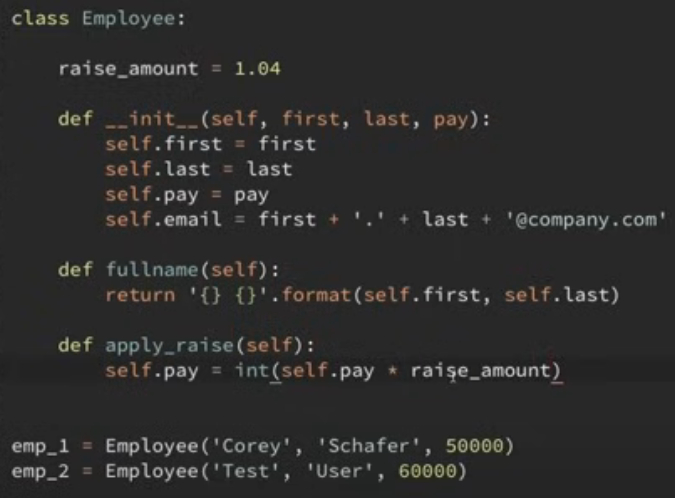 class Employee:
    raise_amount = 1.04
    def __init__(self, first, last, pay):
        self.first = first
        self.last = last
        self.pay = pay
        self.email = first + '.' + last + '@company.com'
    def fullname(self):
        return '{} {}'.format(self.first, self.last)
    def apply_raise(self):
        self.pay = int(self.pay * raise_amount)
emp_1 = Employee('Corey', 'Schafer', 50000)
emp_2 = Employee('Test', 'User', 60000)